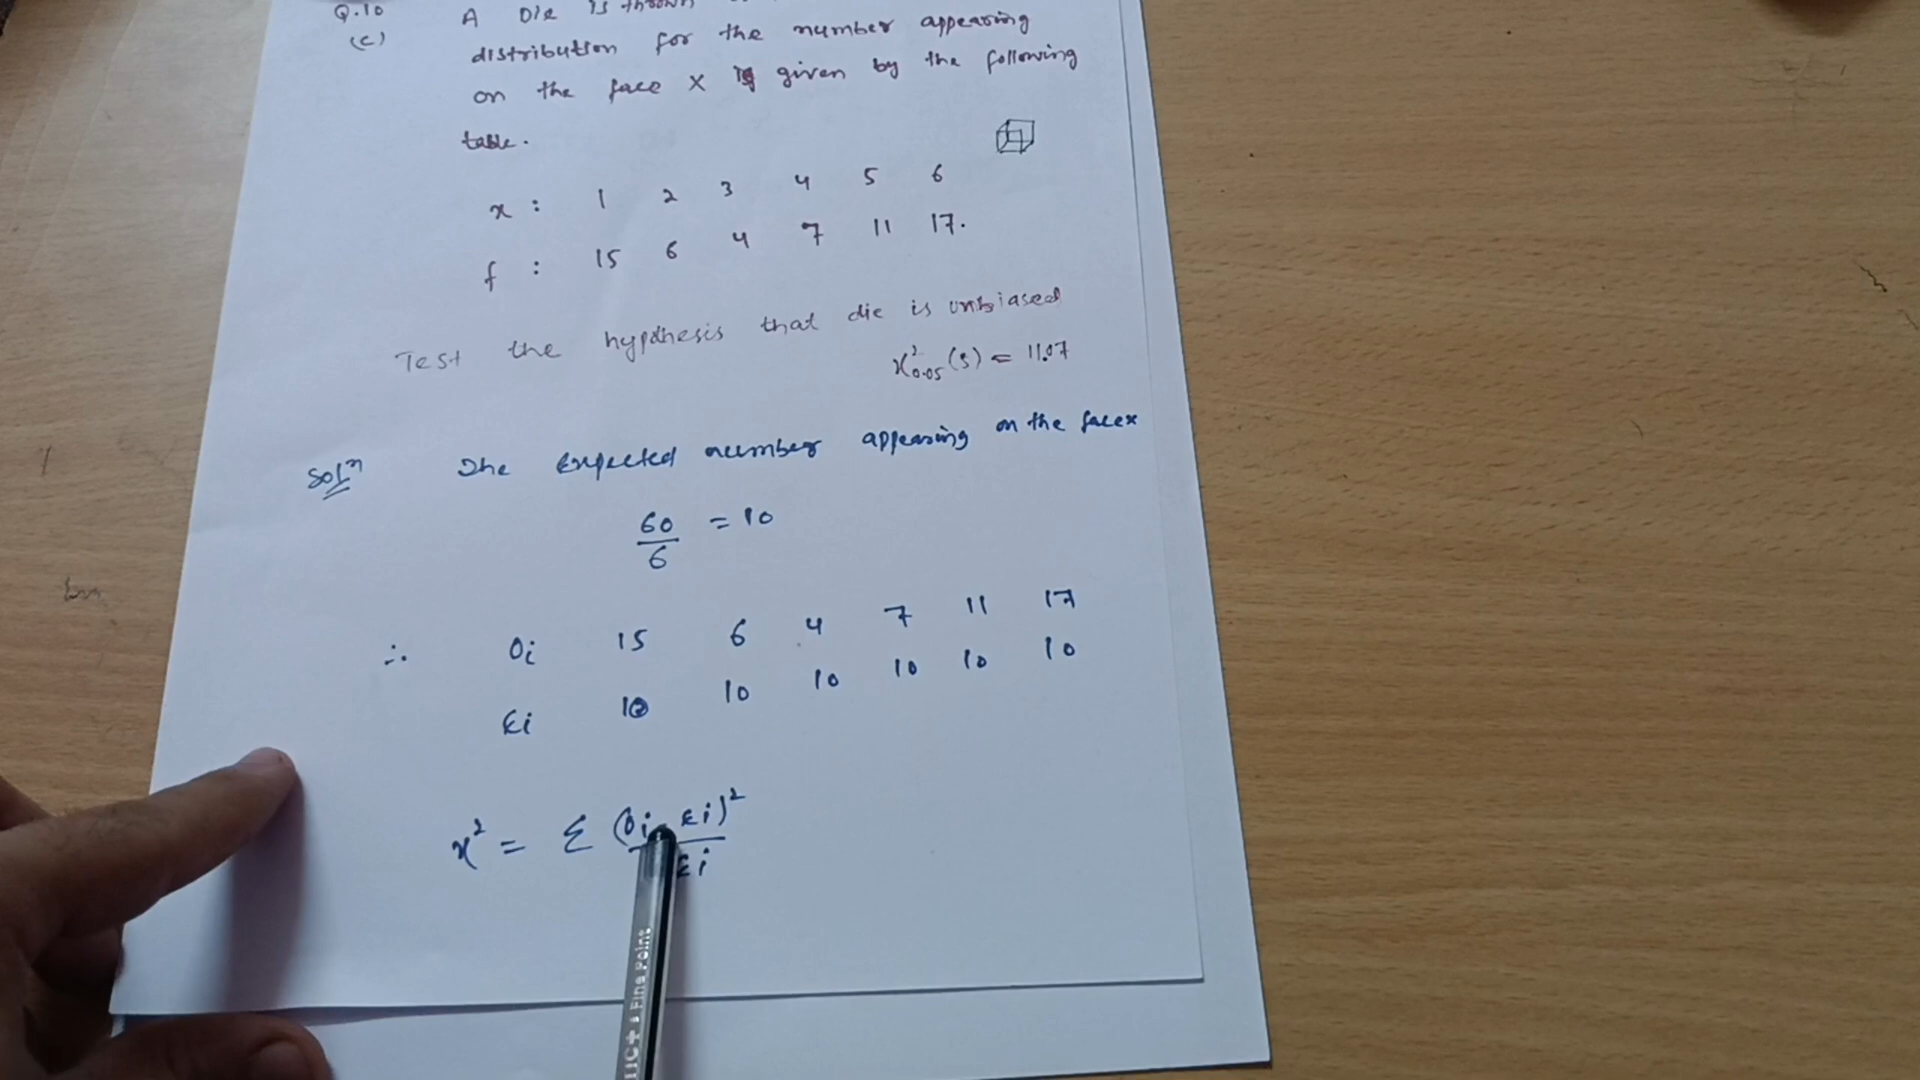 Q.10 A Die is thrown
(c) distribution for the number appearing
on the face X is given by the following
table.
x : 1 2 3 4 5 6
f : 15 6 4 7 11 17.
Test the hypothesis that die is unbiased
χ²0.05 (5) = 11.07
Solⁿ The Expected number appearing on the face x
60/6 = 10
∴ Oi 15 6 4 7 11 17
Ei 10 10 10 10 10 10
χ² = Σ (Oi - Ei)²/Ei
Fine Point